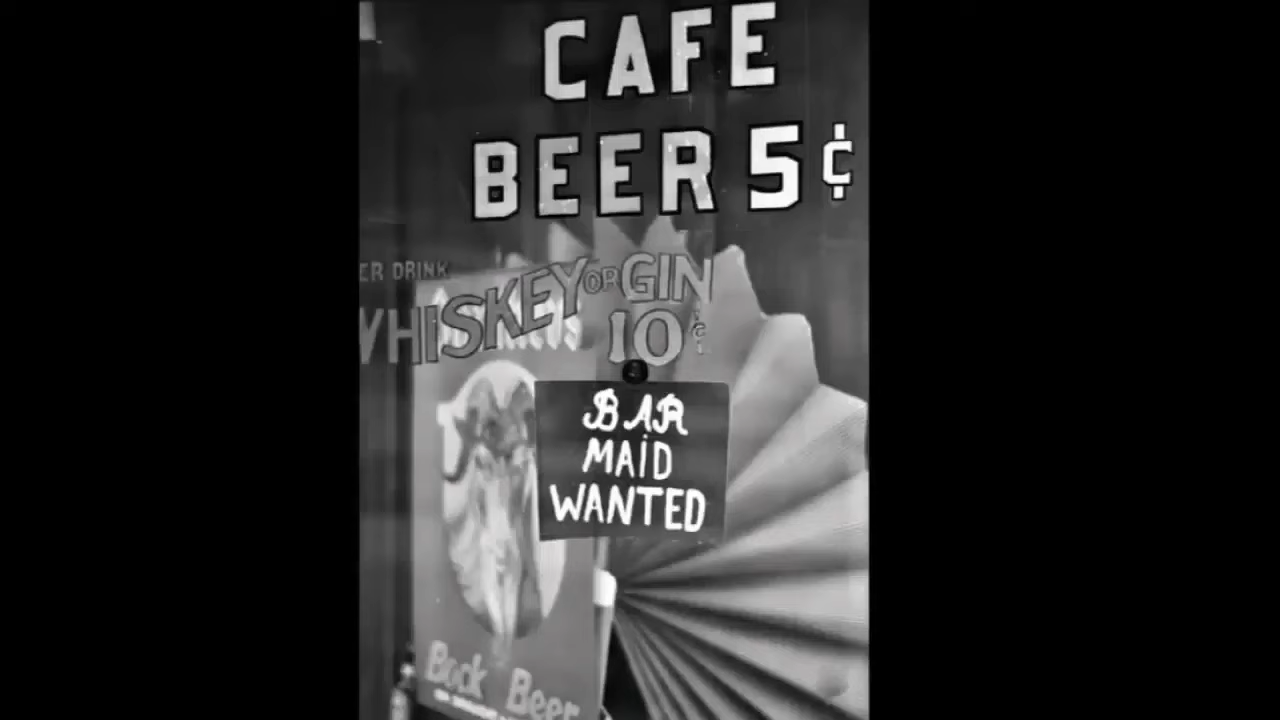 CAFE
BEER 5¢
ER DRINK
WHISKEY OR GIN
10¢
BAR
MAID
WANTED
Bock Beer